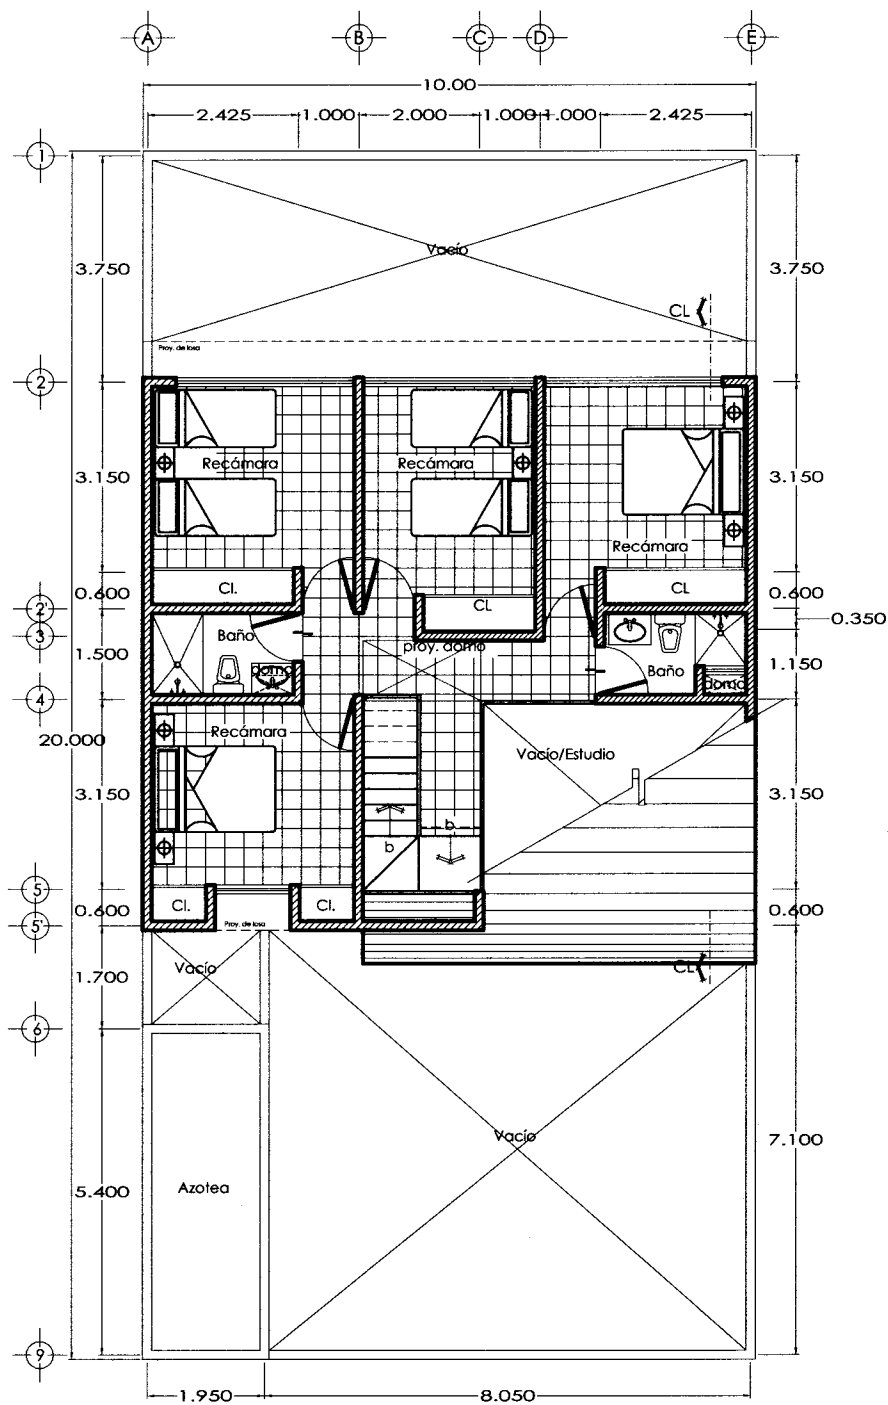 A B C D E
10.00
2.425 1.000 2.000 1.000 1.000 2.425
1
Vacío
3.750 3.750
CL
Proy. de losa
2
Recámara Recámara
3.150 3.150
Recámara
0.600 Cl. CL CL 0.600
2'
0.350
3 Baño
proy. domo
1.500 domo Baño 1.150
domo
4
20.000 Recámara
Vacío/Estudio
3.150 3.150
b
b
5
0.600 Cl. Cl. 0.600
5'
Proy. de losa
Vacío CL
1.700
6
Vacío
7.100
Azotea
5.400
9
1.950 8.050